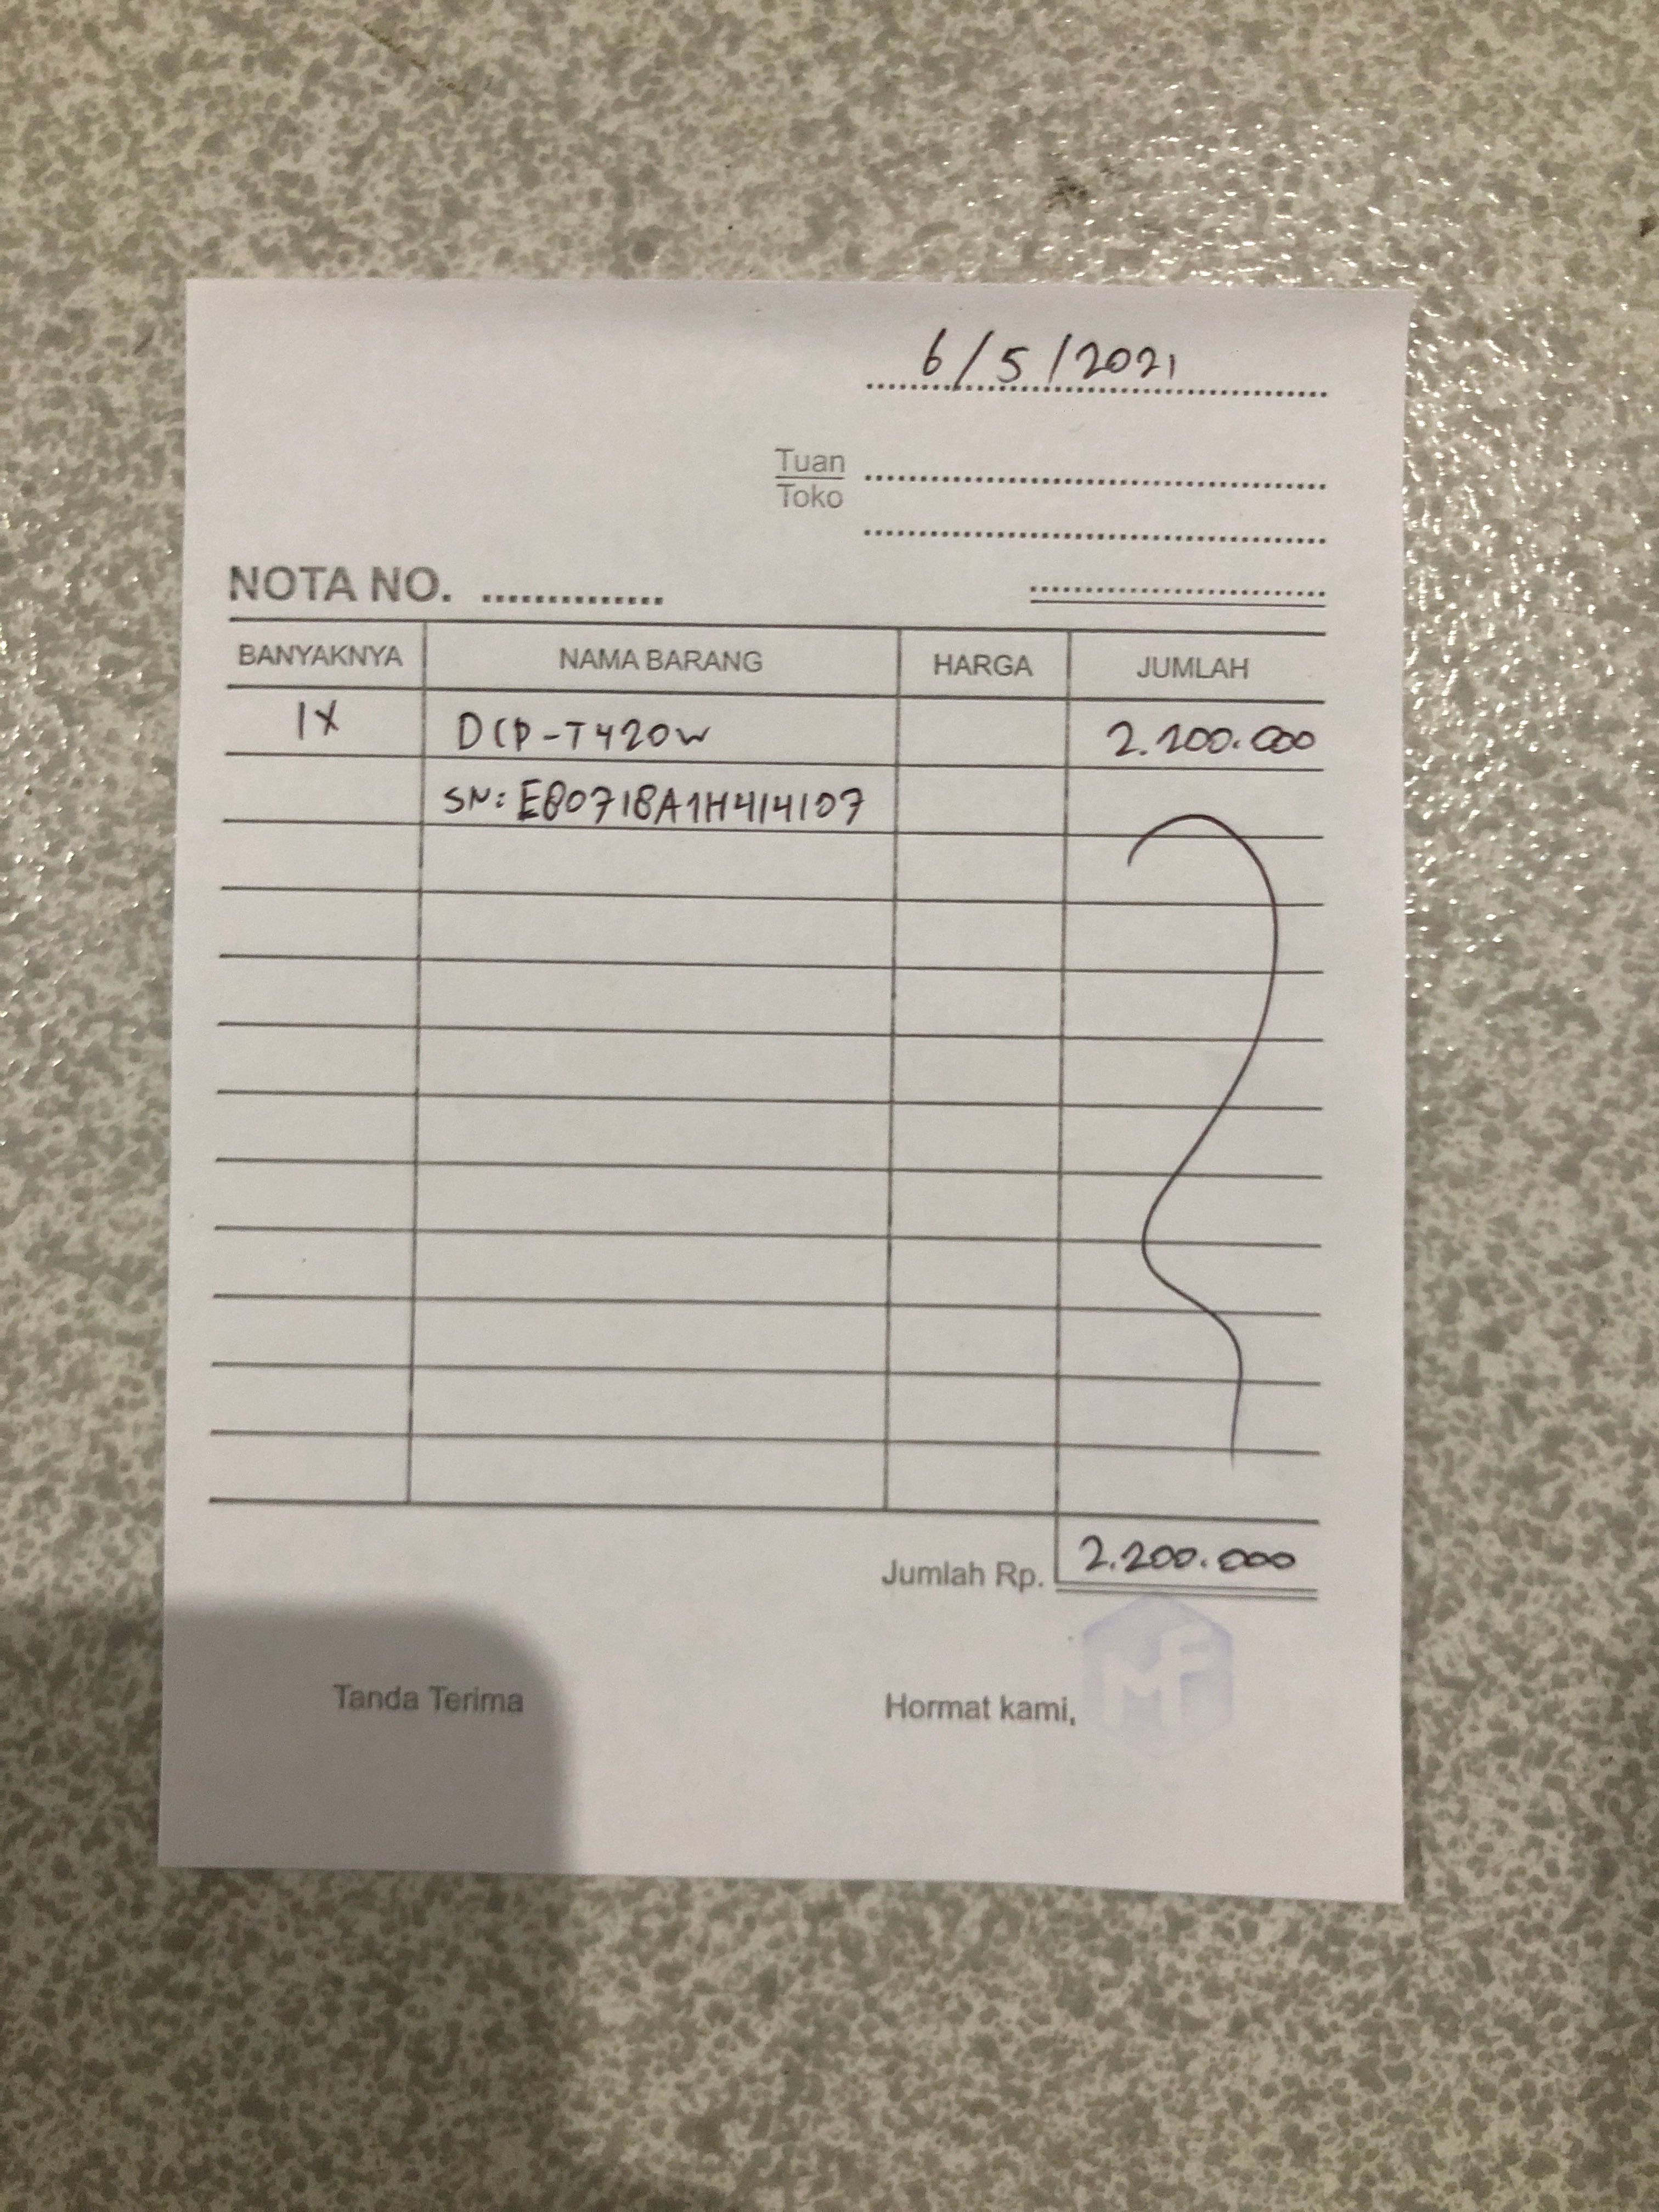 6/5/2021
Tuan
Toko
NOTA NO.
BANYAKNYA NAMA BARANG HARGA JUMLAH
1X DCP-T420W 2.200.000
SN: E80718A1H414107
Jumlah Rp. 2.200.000
Tanda Terima Hormat kami,
MF